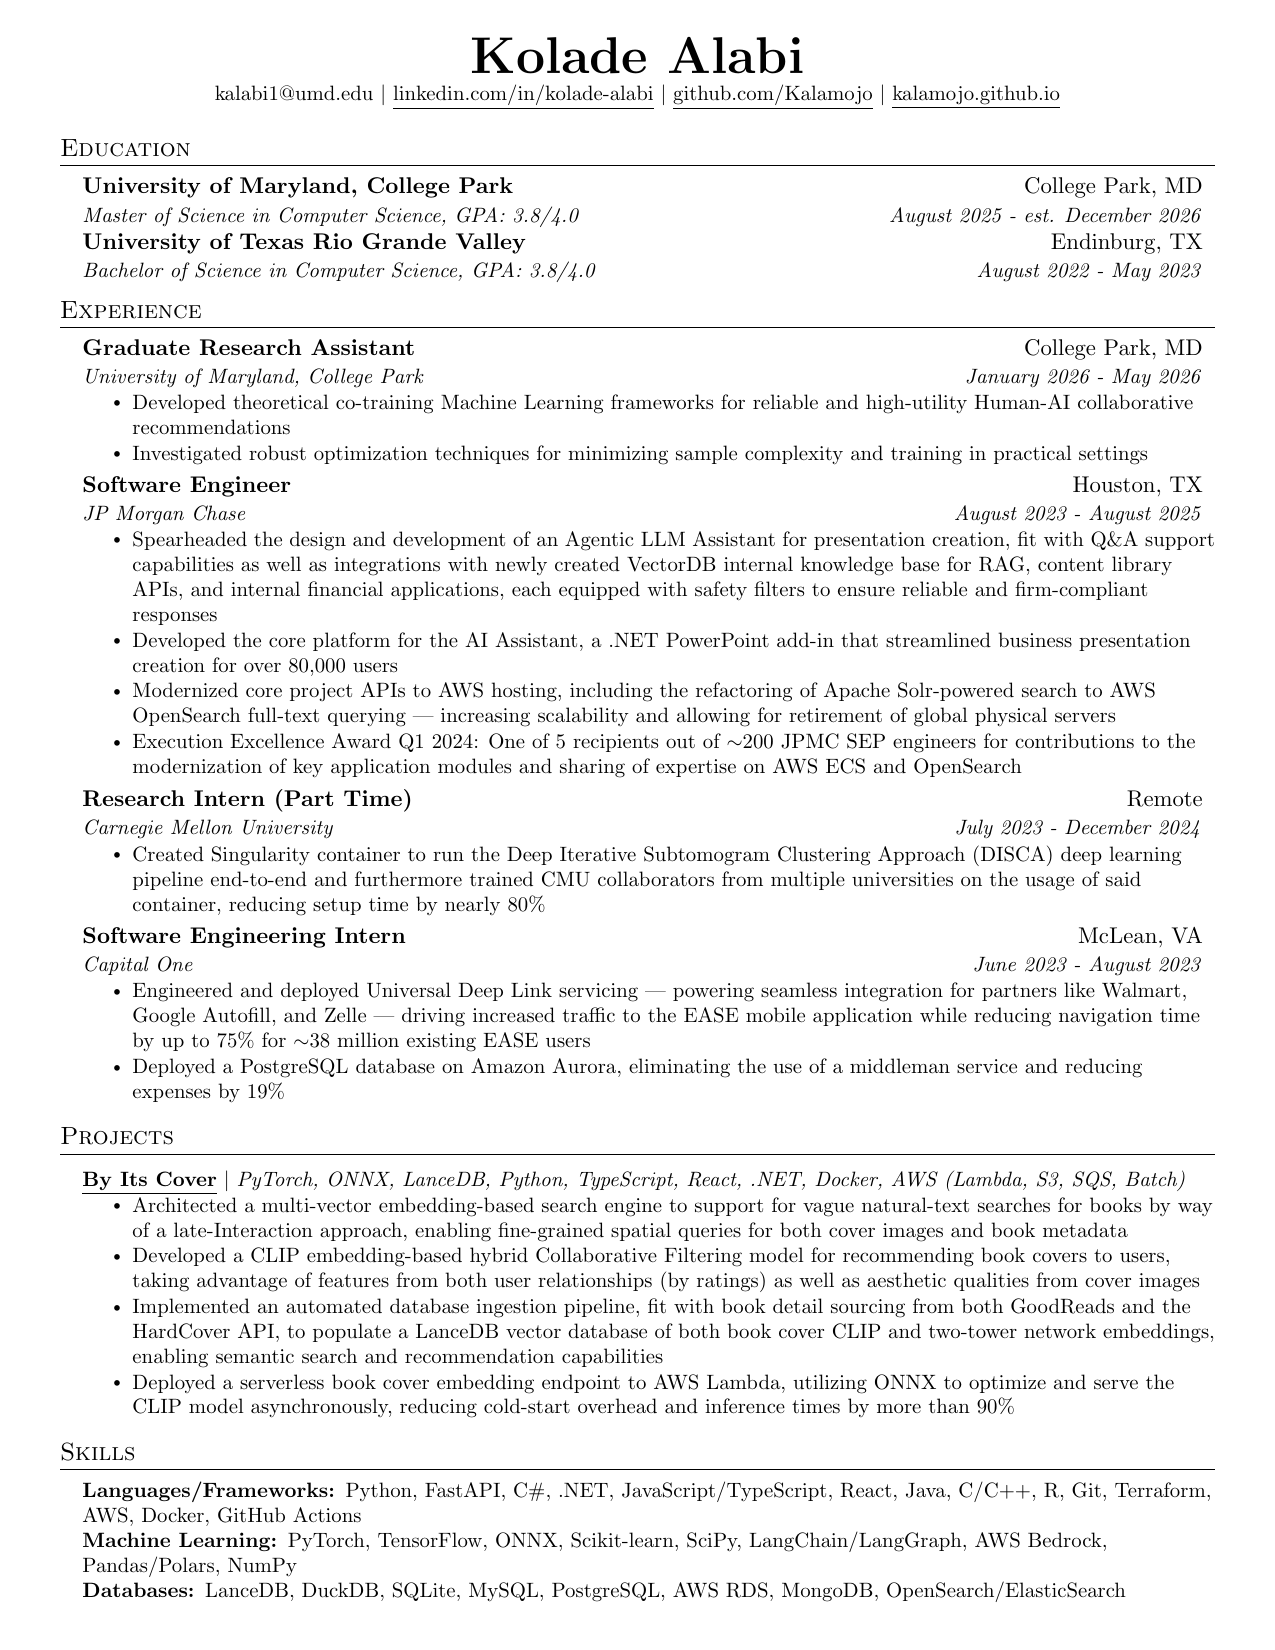 Kolade Alabi
kalabi1@umd.edu | linkedin.com/in/kolade-alabi | github.com/Kalamojo | kalamojo.github.io
Education
University of Maryland, College Park College Park, MD
Master of Science in Computer Science, GPA: 3.8/4.0 August 2025 - est. December 2026
University of Texas Rio Grande Valley Endinburg, TX
Bachelor of Science in Computer Science, GPA: 3.8/4.0 August 2022 - May 2023
Experience
Graduate Research Assistant College Park, MD
University of Maryland, College Park January 2026 - May 2026
• Developed theoretical co-training Machine Learning frameworks for reliable and high-utility Human-AI collaborative
recommendations
• Investigated robust optimization techniques for minimizing sample complexity and training in practical settings
Software Engineer Houston, TX
JP Morgan Chase August 2023 - August 2025
• Spearheaded the design and development of an Agentic LLM Assistant for presentation creation, fit with Q&A support
capabilities as well as integrations with newly created VectorDB internal knowledge base for RAG, content library
APIs, and internal financial applications, each equipped with safety filters to ensure reliable and firm-compliant
responses
• Developed the core platform for the AI Assistant, a .NET PowerPoint add-in that streamlined business presentation
creation for over 80,000 users
• Modernized core project APIs to AWS hosting, including the refactoring of Apache Solr-powered search to AWS
OpenSearch full-text querying — increasing scalability and allowing for retirement of global physical servers
• Execution Excellence Award Q1 2024: One of 5 recipients out of ~200 JPMC SEP engineers for contributions to the
modernization of key application modules and sharing of expertise on AWS ECS and OpenSearch
Research Intern (Part Time) Remote
Carnegie Mellon University July 2023 - December 2024
• Created Singularity container to run the Deep Iterative Subtomogram Clustering Approach (DISCA) deep learning
pipeline end-to-end and furthermore trained CMU collaborators from multiple universities on the usage of said
container, reducing setup time by nearly 80%
Software Engineering Intern McLean, VA
Capital One June 2023 - August 2023
• Engineered and deployed Universal Deep Link servicing — powering seamless integration for partners like Walmart,
Google Autofill, and Zelle — driving increased traffic to the EASE mobile application while reducing navigation time
by up to 75% for ~38 million existing EASE users
• Deployed a PostgreSQL database on Amazon Aurora, eliminating the use of a middleman service and reducing
expenses by 19%
Projects
By Its Cover | PyTorch, ONNX, LanceDB, Python, TypeScript, React, .NET, Docker, AWS (Lambda, S3, SQS, Batch)
• Architected a multi-vector embedding-based search engine to support for vague natural-text searches for books by way
of a late-Interaction approach, enabling fine-grained spatial queries for both cover images and book metadata
• Developed a CLIP embedding-based hybrid Collaborative Filtering model for recommending book covers to users,
taking advantage of features from both user relationships (by ratings) as well as aesthetic qualities from cover images
• Implemented an automated database ingestion pipeline, fit with book detail sourcing from both GoodReads and the
HardCover API, to populate a LanceDB vector database of both book cover CLIP and two-tower network embeddings,
enabling semantic search and recommendation capabilities
• Deployed a serverless book cover embedding endpoint to AWS Lambda, utilizing ONNX to optimize and serve the
CLIP model asynchronously, reducing cold-start overhead and inference times by more than 90%
Skills
Languages/Frameworks: Python, FastAPI, C#, .NET, JavaScript/TypeScript, React, Java, C/C++, R, Git, Terraform,
AWS, Docker, GitHub Actions
Machine Learning: PyTorch, TensorFlow, ONNX, Scikit-learn, SciPy, LangChain/LangGraph, AWS Bedrock,
Pandas/Polars, NumPy
Databases: LanceDB, DuckDB, SQLite, MySQL, PostgreSQL, AWS RDS, MongoDB, OpenSearch/ElasticSearch